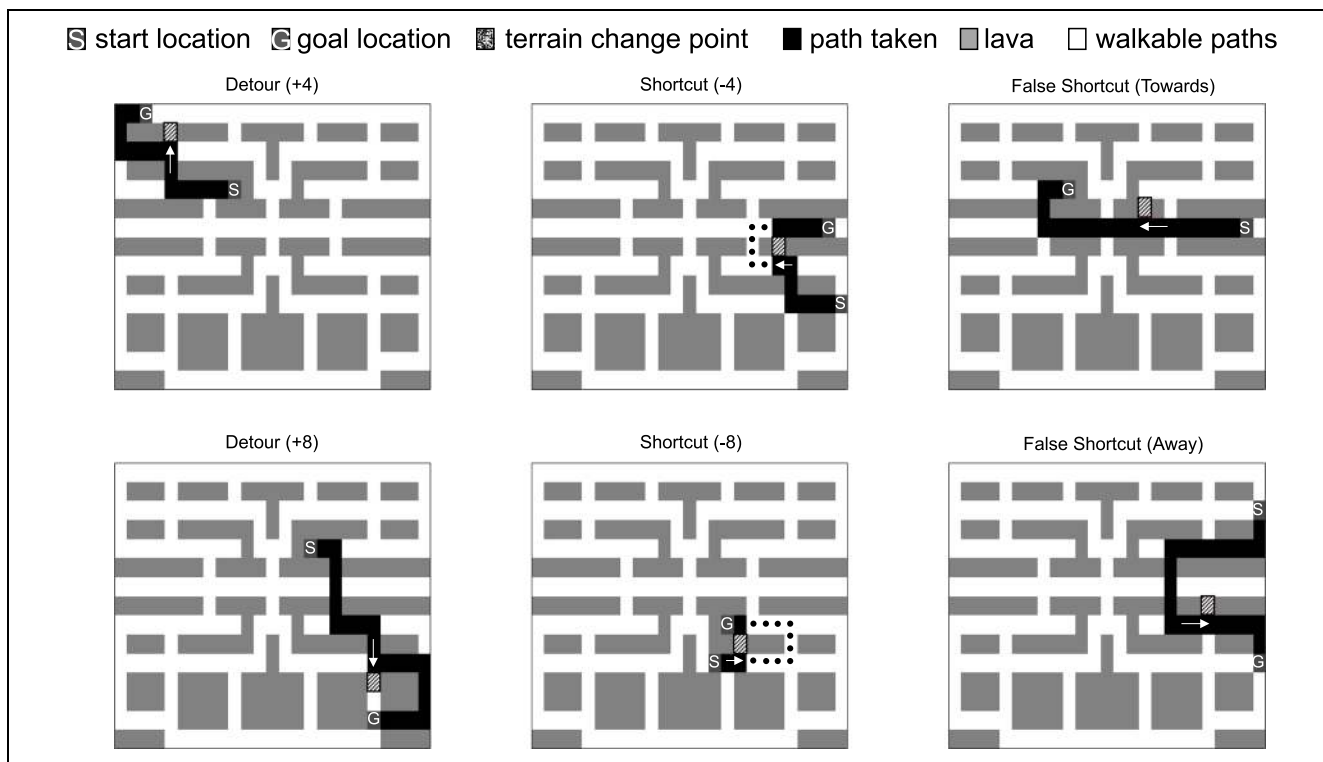 S start location G goal location terrain change point path taken lava walkable paths
Detour (+4) Shortcut (-4) False Shortcut (Towards)
G
S
G
S
G
S
Detour (+8) Shortcut (-8) False Shortcut (Away)
S
G
G
S
S
G